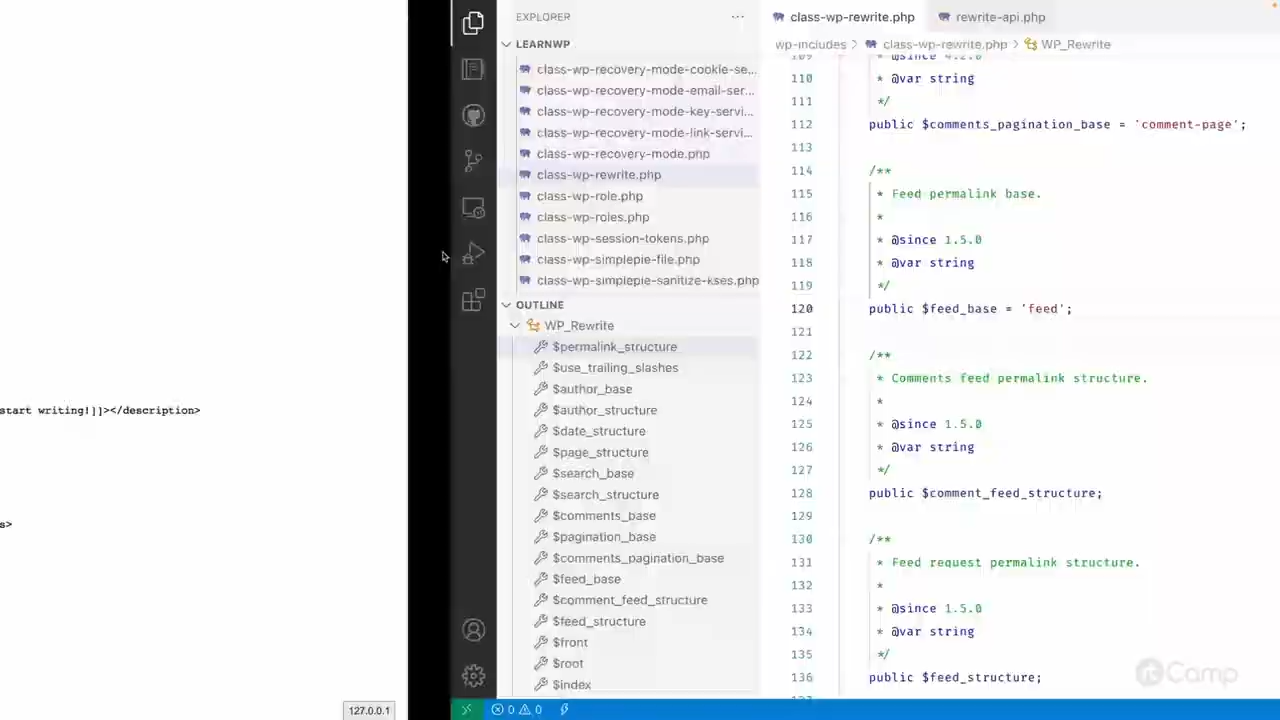 start writing!]]></description>
s>
127.0.0.1
EXPLORER
LEARNWP
class-wp-recovery-mode-cookie-se...
class-wp-recovery-mode-email-ser...
class-wp-recovery-mode-key-servi...
class-wp-recovery-mode-link-servi...
class-wp-recovery-mode.php
class-wp-rewrite.php
class-wp-role.php
class-wp-roles.php
class-wp-session-tokens.php
class-wp-simplepie-file.php
class-wp-simplepie-sanitize-kses.php
OUTLINE
WP_Rewrite
$permalink_structure
$use_trailing_slashes
$author_base
$author_structure
$date_structure
$page_structure
$search_base
$search_structure
$comments_base
$pagination_base
$comments_pagination_base
$feed_base
$comment_feed_structure
$feed_structure
$front
$root
$index
0 0
class-wp-rewrite.php rewrite-api.php
wp-includes > class-wp-rewrite.php > WP_Rewrite
109 * @since 4.2.0
110 * @var string
111 */
112 public $comments_pagination_base = 'comment-page';
113
114 /**
115 * Feed permalink base.
116 *
117 * @since 1.5.0
118 * @var string
119 */
120 public $feed_base = 'feed';
121
122 /**
123 * Comments feed permalink structure.
124 *
125 * @since 1.5.0
126 * @var string
127 */
128 public $comment_feed_structure;
129
130 /**
131 * Feed request permalink structure.
132 *
133 * @since 1.5.0
134 * @var string
135 */
136 public $feed_structure;
rtCamp